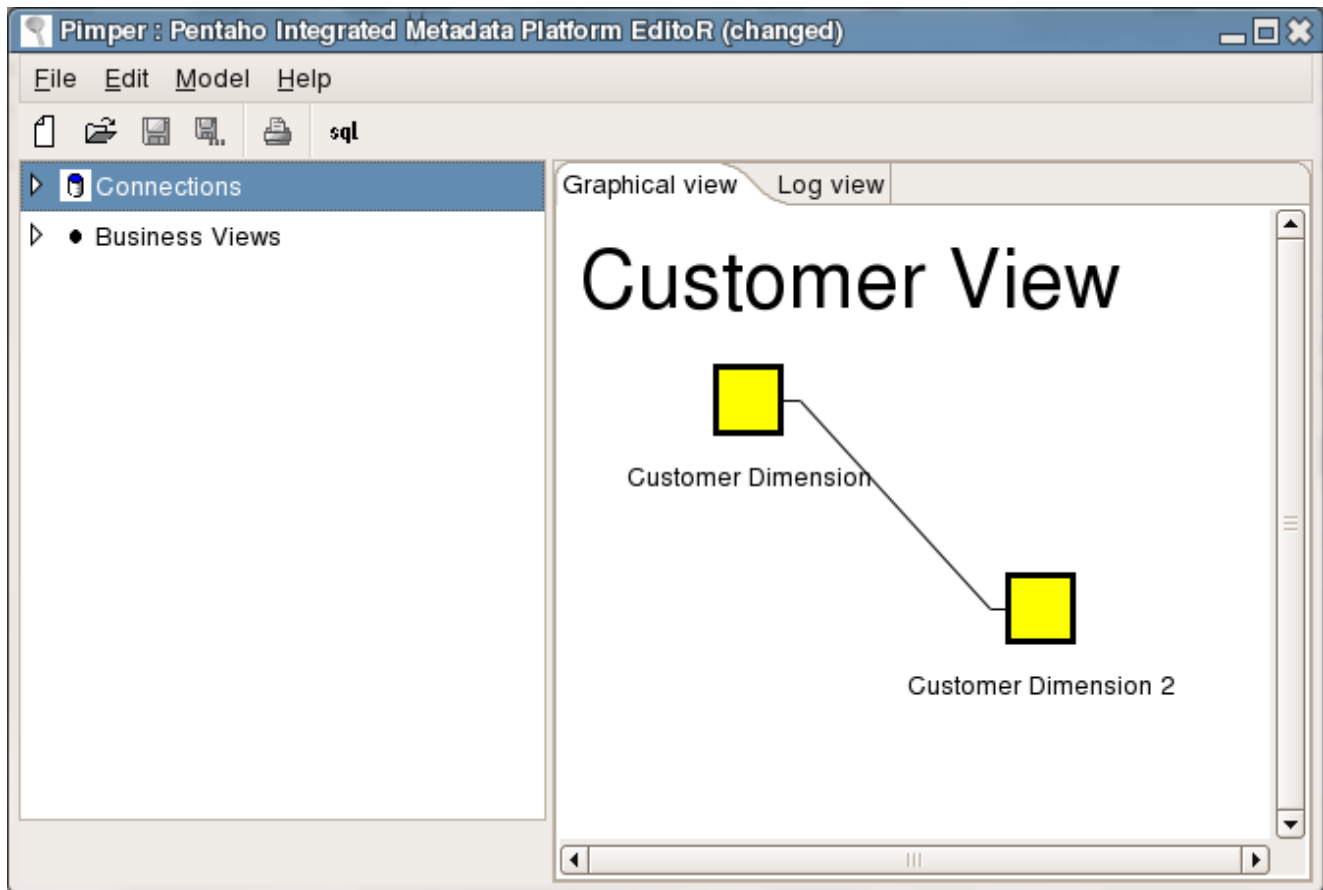 Pimper : Pentaho Integrated Metadata Platform EditoR (changed)
File Edit Model Help
sql
Connections
Business Views
Graphical view Log view
Customer View
Customer Dimension
Customer Dimension 2